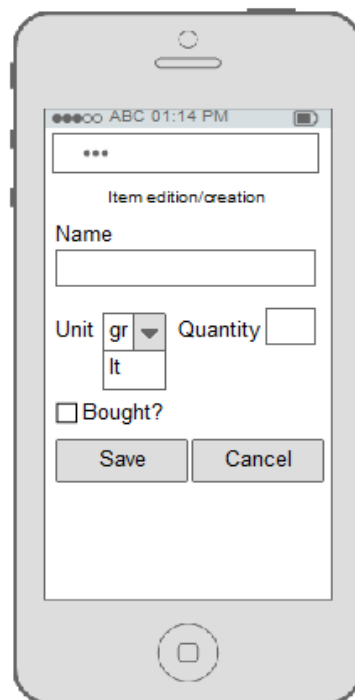 ABC 01:14 PM
Item edition/creation
Name
Unit gr Quantity
lt
Bought?
Save Cancel